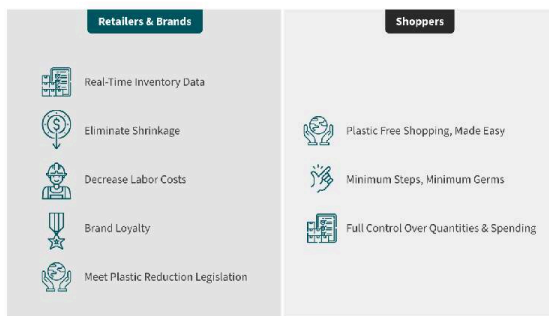 Retailers & Brands
Real-Time Inventory Data
Eliminate Shrinkage
Decrease Labor Costs
Brand Loyalty
Meet Plastic Reduction Legislation
Shoppers
Plastic Free Shopping, Made Easy
Minimum Steps, Minimum Germs
Full Control Over Quantities & Spending